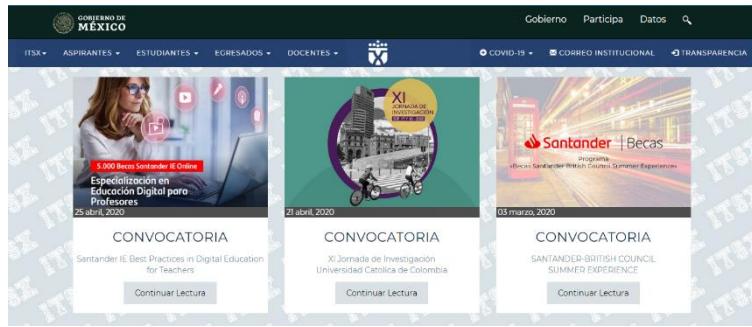 GOBIERNO DE
MÉXICO
Gobierno Participa Datos
ITSX ASPIRANTES ESTUDIANTES EGRESADOS DOCENTES COVID-19 CORREO INSTITUCIONAL TRANSPARENCIA
5.000 Becas Santander IE Online
Especialización en
Educación Digital para
Profesores
25 abril, 2020
CONVOCATORIA
Santander IE Best Practices in Digital Education
for Teachers
Continuar Lectura
XI
JORNADA DE
INVESTIGACIÓN
21 abril, 2020
CONVOCATORIA
XI Jornada de Investigación
Universidad Catolica de Colombia
Continuar Lectura
Santander | Becas
Programa
«Becas Santander British Council Summer Experience»
03 marzo, 2020
CONVOCATORIA
SANTANDER-BRITISH COUNCIL
SUMMER EXPERIENCE
Continuar Lectura